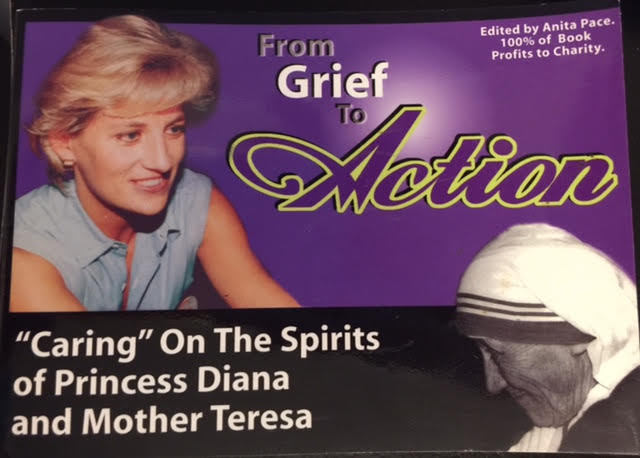 From
Grief
To
Action
Edited by Anita Pace.
100% of Book
Profits to Charity.
“Caring” On The Spirits
of Princess Diana
and Mother Teresa